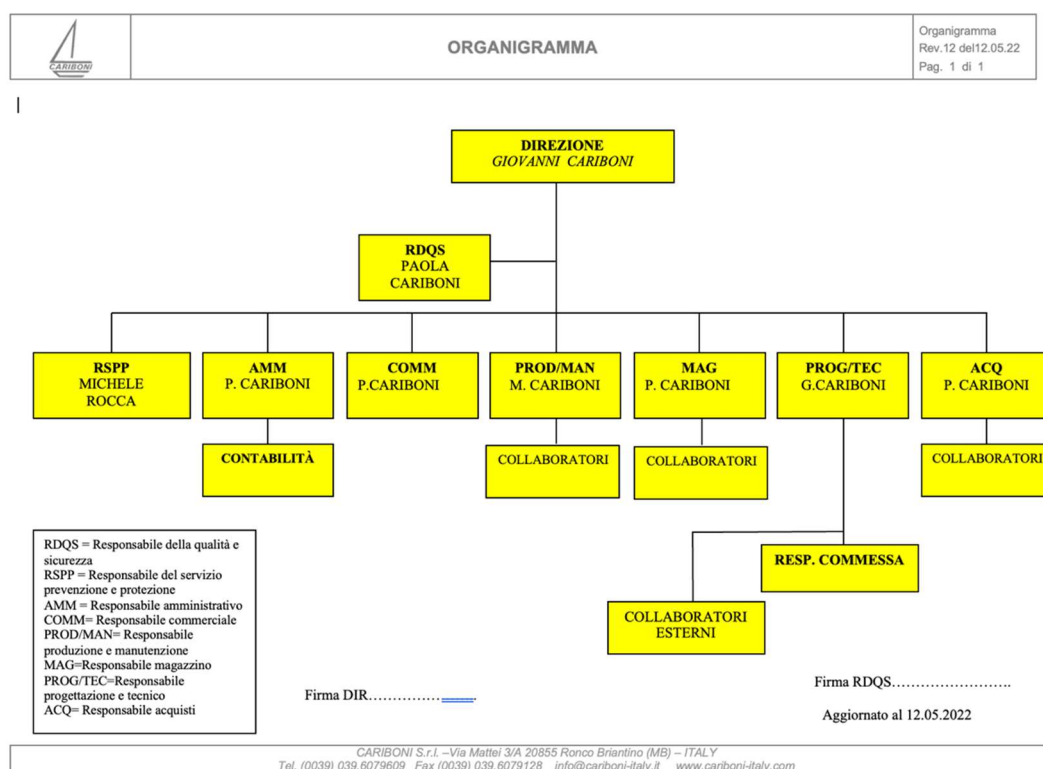 CARIBONI
ORGANIGRAMMA
Organigramma
Rev.12 del12.05.22
Pag. 1 di 1
DIREZIONE
GIOVANNI CARIBONI
RDQS
PAOLA
CARIBONI
RSPP
MICHELE
ROCCA
AMM
P. CARIBONI
COMM
P.CARIBONI
PROD/MAN
M. CARIBONI
MAG
P. CARIBONI
PROG/TEC
G.CARIBONI
ACQ
P. CARIBONI
CONTABILITÀ
COLLABORATORI
COLLABORATORI
COLLABORATORI
RESP. COMMESSA
COLLABORATORI
ESTERNI
RDQS = Responsabile della qualità e
sicurezza
RSPP = Responsabile del servizio
prevenzione e protezione
AMM = Responsabile amministrativo
COMM= Responsabile commerciale
PROD/MAN= Responsabile
produzione e manutenzione
MAG=Responsabile magazzino
PROG/TEC=Responsabile
progettazione e tecnico
ACQ= Responsabile acquisti
Firma DIR……………………
Firma RDQS…………………….
Aggiornato al 12.05.2022
CARIBONI S.r.l. –Via Mattei 3/A 20855 Ronco Briantino (MB) – ITALY
Tel. (0039) 039.6079609 Fax (0039) 039.6079128 info@cariboni-italy.it www.cariboni-italy.com